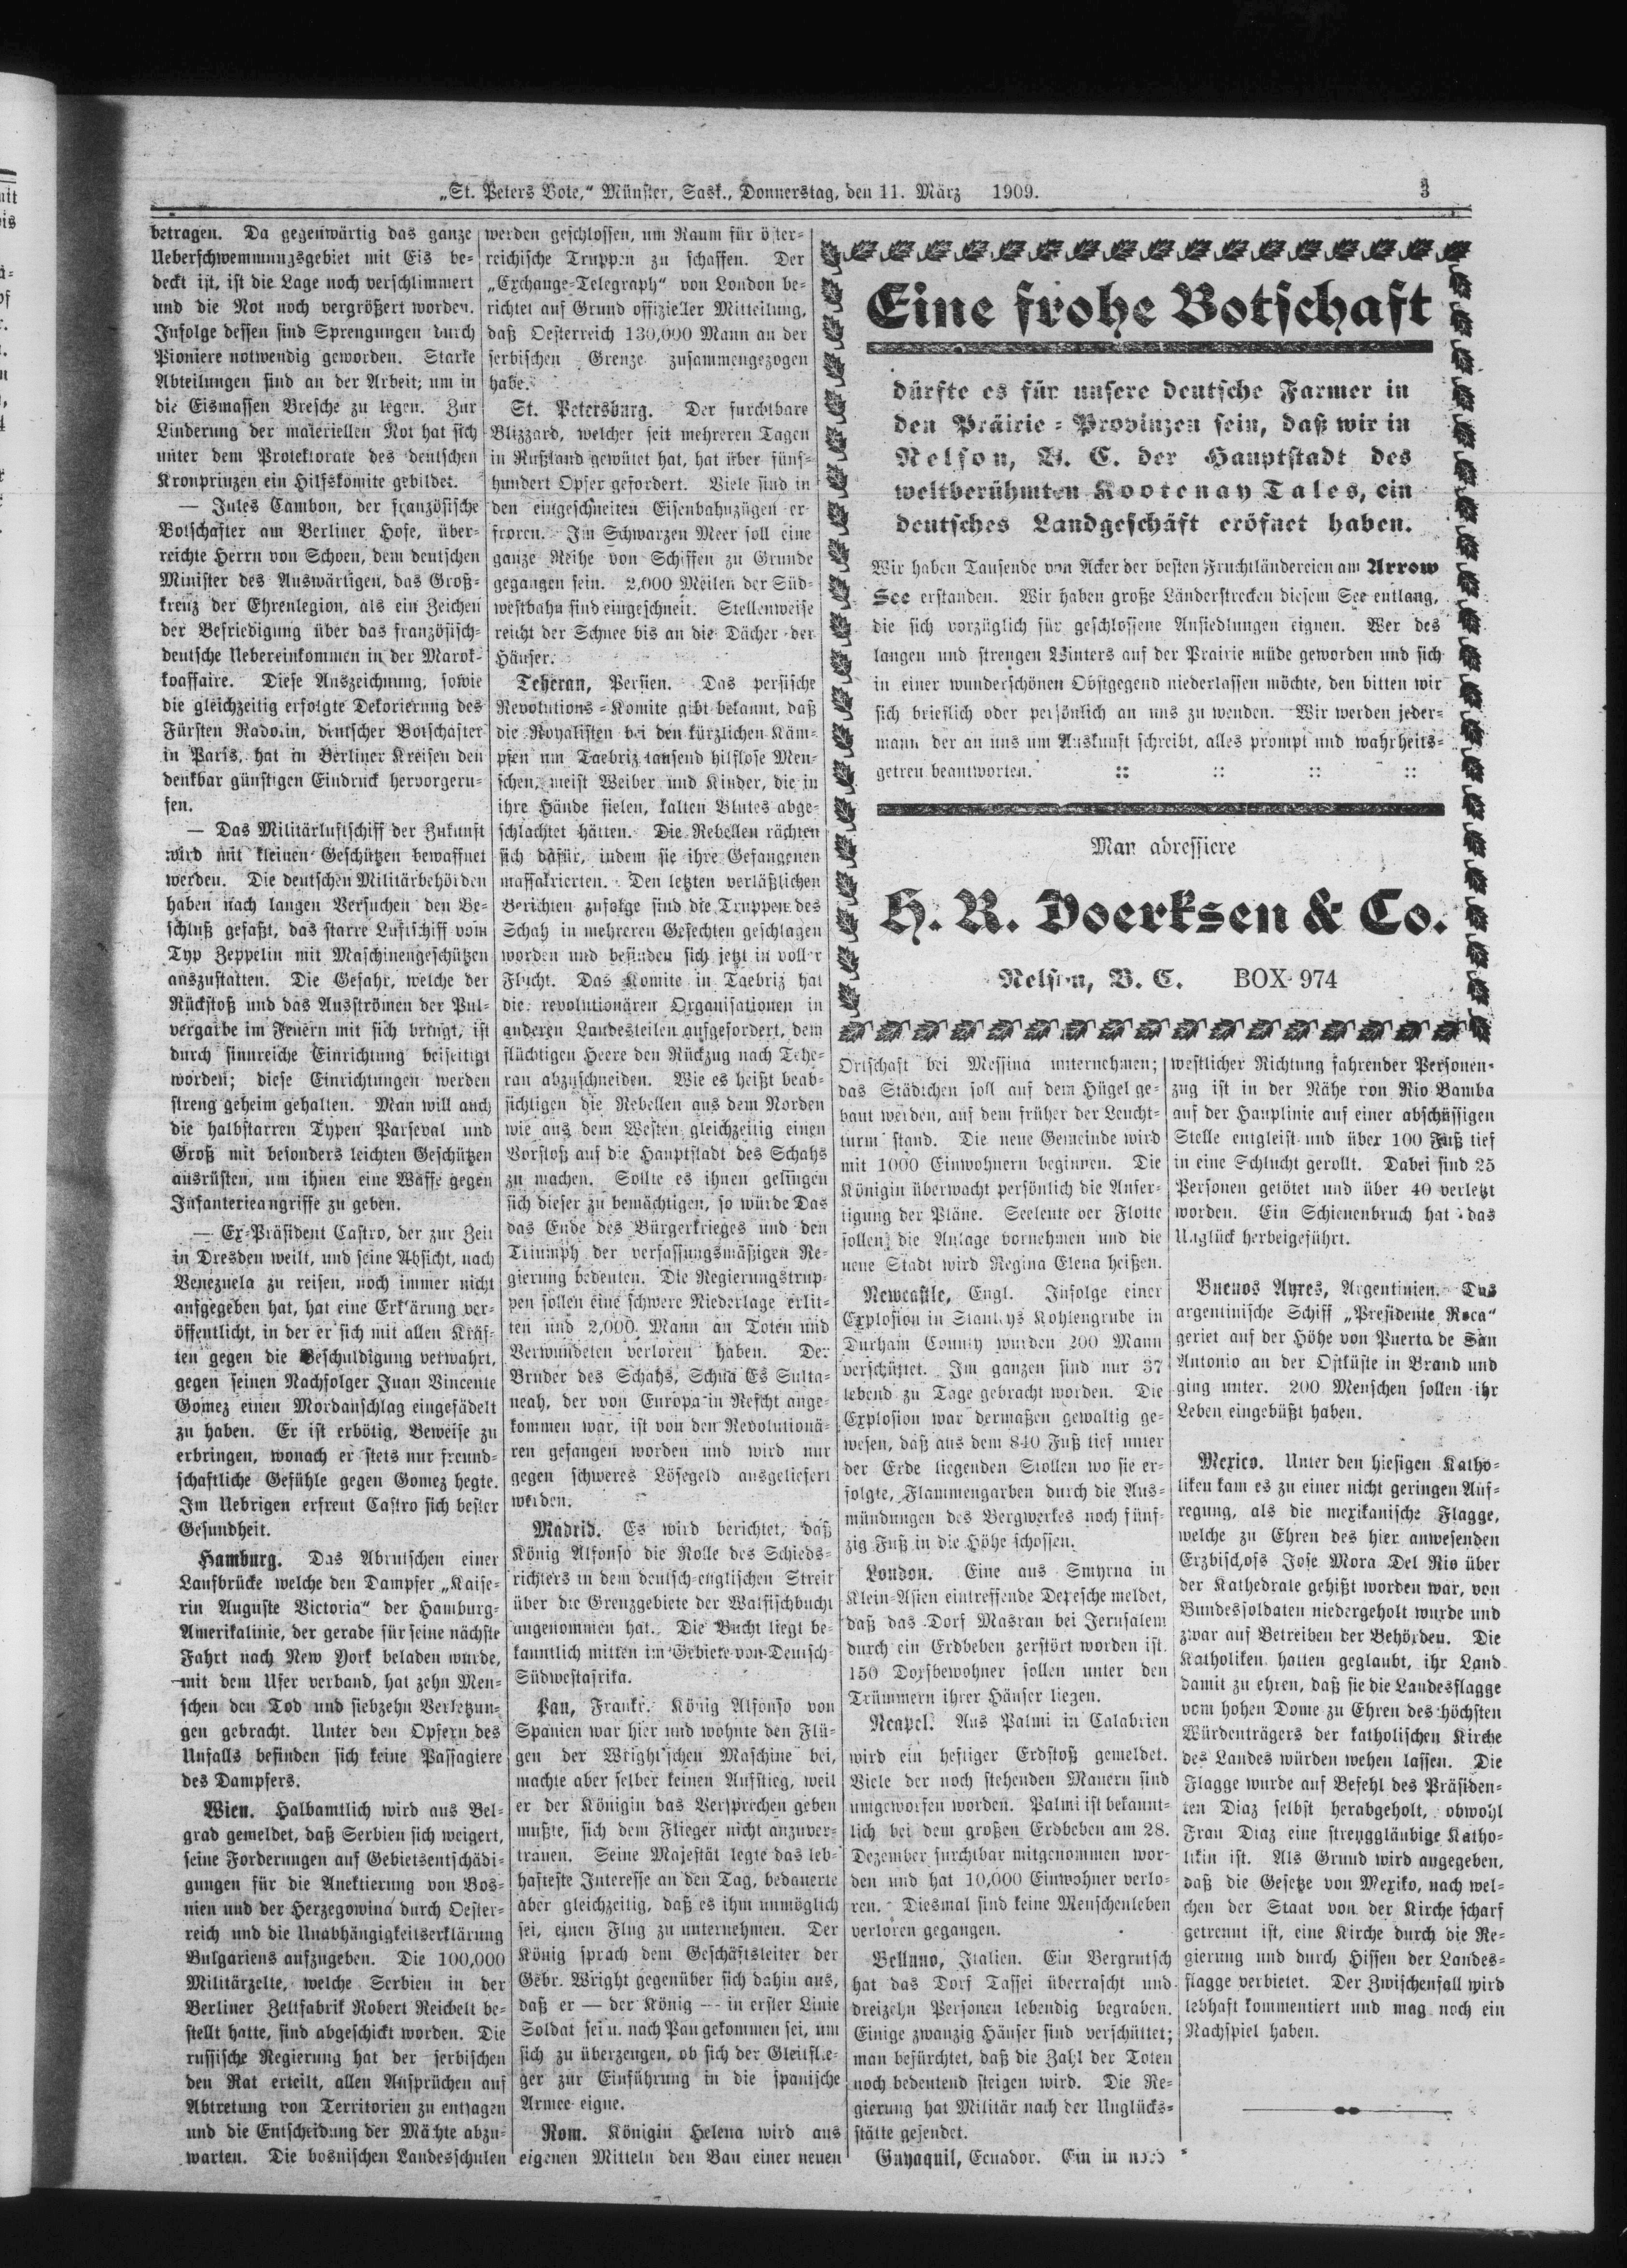 „St. Peters Bote,“ Münster, Sask., Donnerstag, den 11. März 1909.
3
betragen. Da gegenwärtig das ganze
Ueberschwemmungsgebiet mit Eis be-
deckt ist, ist die Lage noch verschlimmert
und die Not noch vergrößert worden.
Infolge dessen sind Sprengungen durch
Pioniere notwendig geworden. Starke
Abteilungen sind an der Arbeit, um in
die Eismassen Bresche zu legen. Zur
Linderung der materiellen Not hat sich
unter dem Protektorate des deutschen
Kronprinzen ein Hilfskomite gebildet.
— Jules Cambon, der französische
Botschafter am Berliner Hofe, über-
reichte Herrn von Schoen, dem deutschen
Minister des Auswärtigen, das Groß-
kreuz der Ehrenlegion, als ein Zeichen
der Befriedigung über das französisch-
deutsche Uebereinkommen in der Marok-
koaffaire. Diese Auszeichnung, sowie
die gleichzeitig erfolgte Dekorierung des
Fürsten Radolin, deutscher Botschafter
in Paris, hat in Berliner Kreisen den
denkbar günstigen Eindruck hervorgeru-
fen.
— Das Militärluftschiff der Zukunft
wird mit kleinen Geschützen bewaffnet
werden. Die deutschen Militärbehörden
haben nach langen Versuchen den Be-
schluß gefaßt, das starre Luftschiff vom
Typ Zeppelin mit Maschinengeschützen
auszustatten. Die Gefahr, welche der
Rückstoß und das Ausströmen der Pul-
vergarbe im Feuern mit sich bringt, ist
durch sinnreiche Einrichtung beiseitigt
worden; diese Einrichtungen werden
streng geheim gehalten. Man will auch
die halbstarren Typen Parseval und
Groß mit besonders leichten Geschützen
ausrüsten, um ihnen eine Waffe gegen
Infanterieangriffe zu geben.
— Ex-Präsident Castro, der zur Zeit
in Dresden weilt, und seine Absicht, nach
Venezuela zu reisen, noch immer nicht
aufgegeben hat, hat eine Erklärung ver-
öffentlicht, in der er sich mit allen Kräf-
ten gegen die Beschuldigung verwahrt,
gegen seinen Nachfolger Juan Vincente
Gomez einen Mordanschlag eingefädelt
zu haben. Er ist erbötig, Beweise zu
erbringen, wonach er stets nur freund-
schaftliche Gefühle gegen Gomez hegte.
Im Uebrigen erfreut Castro sich bester
Gesundheit.
Hamburg. Das Abrutschen einer
Laufbrücke welche den Dampfer „Kaise-
rin Auguste Victoria“ der Hamburg-
Amerikalinie, der gerade für seine nächste
Fahrt nach New York beladen wurde,
mit dem Ufer verband, hat zehn Men-
schen den Tod und siebzehn Verletzun-
gen gebracht. Unter den Opfern des
Unfalls befinden sich keine Passagiere
des Dampfers.
Wien. Halbamtlich wird aus Bel-
grad gemeldet, daß Serbien sich weigert,
seine Forderungen auf Gebietsentschädi-
gungen für die Anektierung von Bos-
nien und der Herzegowina durch Oester-
reich und die Unabhängigkeitserklärung
Bulgariens aufzugeben. Die 100,000
Militärzelte, welche Serbien in der
Berliner Zeltfabrik Robert Reichelt be-
stellt hatte, sind abgeschickt worden. Die
russische Regierung hat der serbischen
den Rat erteilt, allen Ansprüchen auf
Abtretung von Territorien zu entsagen
und die Entscheidung der Mächte abzu-
warten. Die bosnischen Landesschulen
werden geschlossen, um Raum für öster-
reichische Truppen zu schaffen. Der
„Exchange-Telegraph“ von London be-
richtet auf Grund offizieller Mitteilung,
daß Oesterreich 130,000 Mann an der
serbischen Grenze zusammengezogen
habe.
St. Petersburg. Der furchtbare
Blizzard, welcher seit mehreren Tagen
in Rußland gewütet hat, hat über fünf-
hundert Opfer gefordert. Viele sind in
den eingeschneiten Eisenbahnzügen er-
froren. Im Schwarzen Meer soll eine
ganze Reihe von Schiffen zu Grunde
gegangen sein. 2,000 Meilen der Süd-
westbahn sind eingeschneit. Stellenweise
reicht der Schnee bis an die Dächer der
Häuser.
Teheran, Persien. Das persische
Revolutions-Komite gibt bekannt, daß
die Royalisten bei den kürzlichen Käm-
pfen um Taebriz tausend hilflose Men-
schen, meist Weiber und Kinder, die in
ihre Hände fielen, kalten Blutes abge-
schlachtet hätten. Die Rebellen rächten
sich dafür, indem sie ihre Gefangenen
massakrierten. Den letzten verläßlichen
Berichten zufolge sind die Truppen des
Schah in mehreren Gefechten geschlagen
worden und befinden sich jetzt in voller
Flucht. Das Komite in Taebriz hat
die revolutionären Organisationen in
anderen Landesteilen aufgefordert, dem
flüchtigen Heere den Rückzug nach Tehe-
ran abzuschneiden. Wie es heißt beab-
sichtigen die Rebellen aus dem Norden
wie aus dem Westen gleichzeitig einen
Vorstoß auf die Hauptstadt des Schahs
zu machen. Sollte es ihnen gelingen
sich dieser zu bemächtigen, so würde Das
das Ende des Bürgerkrieges und den
Triumph der verfassungsmäßigen Re-
gierung bedeuten. Die Regierungstrup-
pen sollen eine schwere Niederlage erlit-
ten und 2,000 Mann an Toten und
Verwundeten verloren haben. Der
Bruder des Schahs, Schua Es Sulta-
neah, der von Europa in Rescht ange-
kommen war, ist von den Revolutionä-
ren gefangen worden und wird nur
gegen schweres Lösegeld ausgeliefert
werden.
Madrid. Es wird berichtet, daß
König Alfonso die Rolle des Schieds-
richters in dem deutsch-englischen Streit
über die Grenzgebiete der Walfischbucht
angenommen hat. Die Bucht liegt be-
kanntlich mitten im Gebiete von Deutsch-
Südwestafrika.
Pau, Frankr. König Alfonso von
Spanien war hier und wohnte den Flü-
gen der Wright'schen Maschine bei,
machte aber selber keinen Aufstieg, weil
er der Königin das Versprechen geben
mußte, sich dem Flieger nicht anzuver-
trauen. Seine Majestät legte das leb-
hafteste Interesse an den Tag, bedauerte
aber gleichzeitig, daß es ihm unmöglich
sei, einen Flug zu unternehmen. Der
König sprach dem Geschäftsleiter der
Gebr. Wright gegenüber sich dahin aus,
daß er — der König — in erster Linie
Soldat sei u. nach Pau gekommen sei, um
sich zu überzeugen, ob sich der Gleitflie-
ger zur Einführung in die spanische
Armee eigne.
Rom. Königin Helena wird aus
eigenen Mitteln den Bau einer neuen
Eine frohe Botschaft
dürfte es für unsere deutsche Farmer in
den Präirie-Provinzen sein, daß wir in
Nelson, B. C. der Hauptstadt des
weltberühmten Kootenay Tales, ein
deutsches Landgeschäft eröfnet haben.
Wir haben Tausende von Acker der besten Fruchtländereien am Arrow
See erstanden. Wir haben große Länderstrecken diesem See entlang,
die sich vorzüglich für geschlossene Ansiedlungen eignen. Wer des
langen und strengen Winters auf der Prairie müde geworden und sich
in einer wunderschönen Obstgegend niederlassen möchte, den bitten wir
sich brieflich oder persönlich an uns zu wenden. Wir werden jeder-
mann der an uns um Auskunft schreibt, alles prompt und wahrheits-
getreu beantworten. :: :: :: ::
Man adressiere
H. R. Doerksen & Co.
Nelson, B. C. BOX 974
Ortschaft bei Messina unternehmen;
das Städtchen soll auf dem Hügel ge-
baut werden, auf dem früher der Leucht-
turm stand. Die neue Gemeinde wird
mit 1000 Einwohnern beginnen. Die
Königin überwacht persönlich die Anfer-
tigung der Pläne. Seeleute der Flotte
sollen die Anlage vornehmen und die
neue Stadt wird Regina Elena heißen.
Newcastle, Engl. Infolge einer
Explosion in Stanleys Kohlengrube in
Durham County wurden 200 Mann
verschüttet. Im ganzen sind nur 37
lebend zu Tage gebracht worden. Die
Explosion war dermaßen gewaltig ge-
wesen, daß aus dem 840 Fuß tief unter
der Erde liegenden Stollen wo sie er-
folgte, Flammengarben durch die Aus-
mündungen des Bergwerkes noch fünf-
zig Fuß in die Höhe schossen.
London. Eine aus Smyrna in
Klein-Asien eintreffende Depesche meldet,
daß das Dorf Masran bei Jerusalem
durch ein Erdbeben zerstört worden ist.
150 Dorfbewohner sollen unter den
Trümmern ihrer Häuser liegen.
Neapel. Aus Palmi in Calabrien
wird ein heftiger Erdstoß gemeldet.
Viele der noch stehenden Mauern sind
umgeworfen worden. Palmi ist bekannt-
lich bei dem großen Erdbeben am 28.
Dezember furchtbar mitgenommen wor-
den und hat 10,000 Einwohner verlo-
ren. Diesmal sind keine Menschenleben
verloren gegangen.
Belluno, Italien. Ein Bergrutsch
hat das Dorf Tassei überrascht und
dreizehn Personen lebendig begraben.
Einige zwanzig Häuser sind verschüttet;
man befürchtet, daß die Zahl der Toten
noch bedeutend steigen wird. Die Re-
gierung hat Militär nach der Unglücks-
stätte gesendet.
Guyaquil, Ecuador. Ein in nord-
westlicher Richtung fahrender Personen-
zug ist in der Nähe von Rio Bamba
auf der Hauplinie auf einer abschüssigen
Stelle entgleist und über 100 Fuß tief
in eine Schlucht gerollt. Dabei sind 25
Personen getötet und über 40 verletzt
worden. Ein Schienenbruch hat das
Unglück herbeigeführt.
Buenos Ayres, Argentinien. Das
argentinische Schiff „Presidente Roca“
geriet auf der Höhe von Puerta de San
Antonio an der Ostküste in Brand und
ging unter. 200 Menschen sollen ihr
Leben eingebüßt haben.
Mexico. Unter den hiesigen Katho-
liken kam es zu einer nicht geringen Auf-
regung, als die mexikanische Flagge,
welche zu Ehren des hier anwesenden
Erzbischofs Jose Mora Del Rio über
der Kathedrale gehißt worden war, von
Bundessoldaten niedergeholt wurde und
zwar auf Betreiben der Behörden. Die
Katholiken hatten geglaubt, ihr Land
damit zu ehren, daß sie die Landesflagge
vom hohen Dome zu Ehren des höchsten
Würdenträgers der katholischen Kirche
des Landes würden wehen lassen. Die
Flagge wurde auf Befehl des Präsiden-
ten Diaz selbst herabgeholt, obwohl
Frau Diaz eine strenggläubige Katho-
likin ist. Als Grund wird angegeben,
daß die Gesetze von Mexiko, nach wel-
chen der Staat von der Kirche scharf
getrennt ist, eine Kirche durch die Re-
gierung und durch Hissen der Landes-
flagge verbietet. Der Zwischenfall wird
lebhaft kommentiert und mag noch ein
Nachspiel haben.